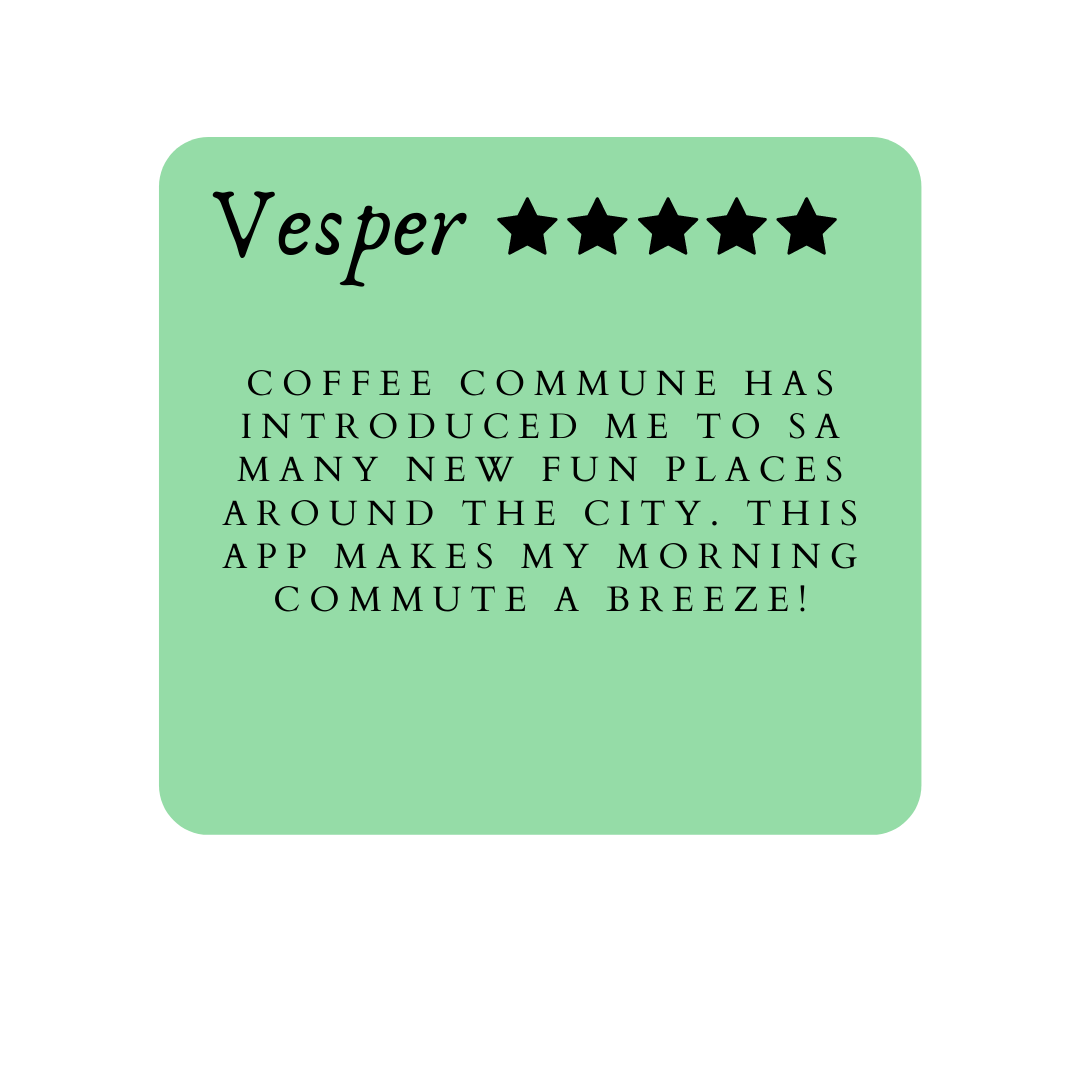 Vesper
COFFEE COMMUNE HAS
INTRODUCED ME TO SA
MANY NEW FUN PLACES
AROUND THE CITY. THIS
APP MAKES MY MORNING
COMMUTE A BREEZE!